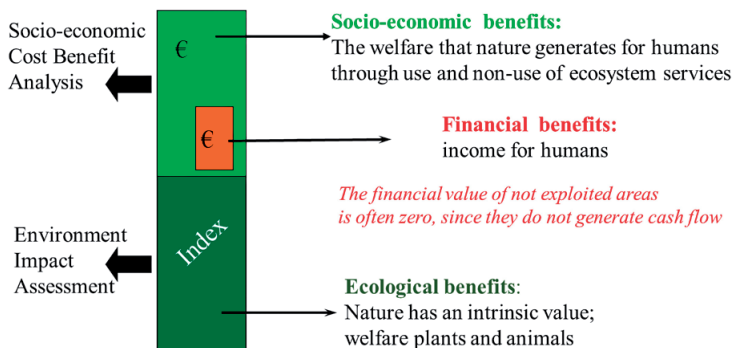 Socio-economic
Cost Benefit
Analysis
€
Socio-economic benefits:
The welfare that nature generates for humans
through use and non-use of ecosystem services
€
Financial benefits:
income for humans
The financial value of not exploited areas
is often zero, since they do not generate cash flow
Environment
Impact
Assessment
Index
Ecological benefits:
Nature has an intrinsic value;
welfare plants and animals